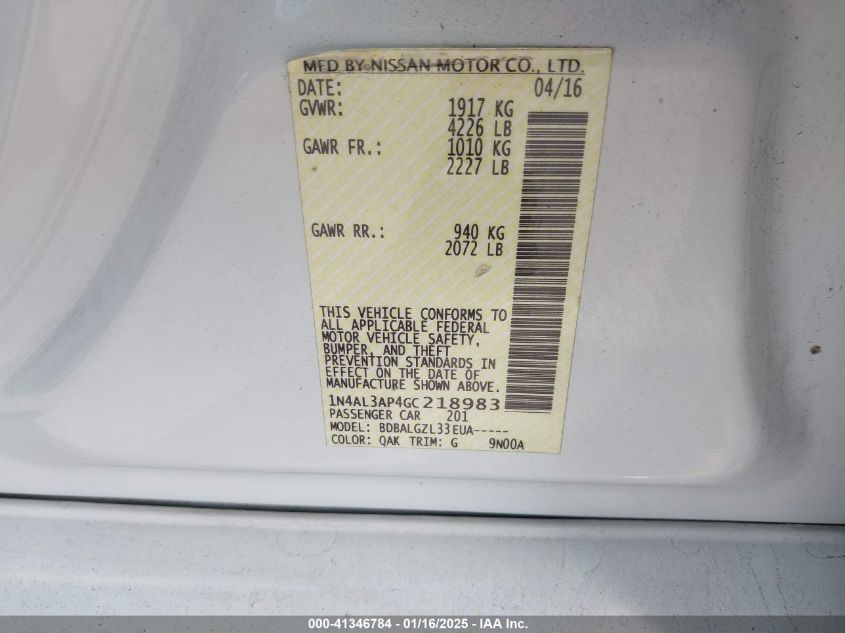 MFD BY NISSAN MOTOR CO., LTD.
DATE: 04/16
GVWR: 1917 KG
4226 LB
GAWR FR.: 1010 KG
2227 LB
GAWR RR.: 940 KG
2072 LB
THIS VEHICLE CONFORMS TO
ALL APPLICABLE FEDERAL
MOTOR VEHICLE SAFETY,
BUMPER, AND THEFT
PREVENTION STANDARDS IN
EFFECT ON THE DATE OF
MANUFACTURE SHOWN ABOVE.
1N4AL3AP4GC218983
PASSENGER CAR 201
MODEL: BDBALGZL33EUA-----
COLOR: QAK TRIM: G 9N00A
000-41346784 - 01/16/2025 - © IAA Holdings, LLC.